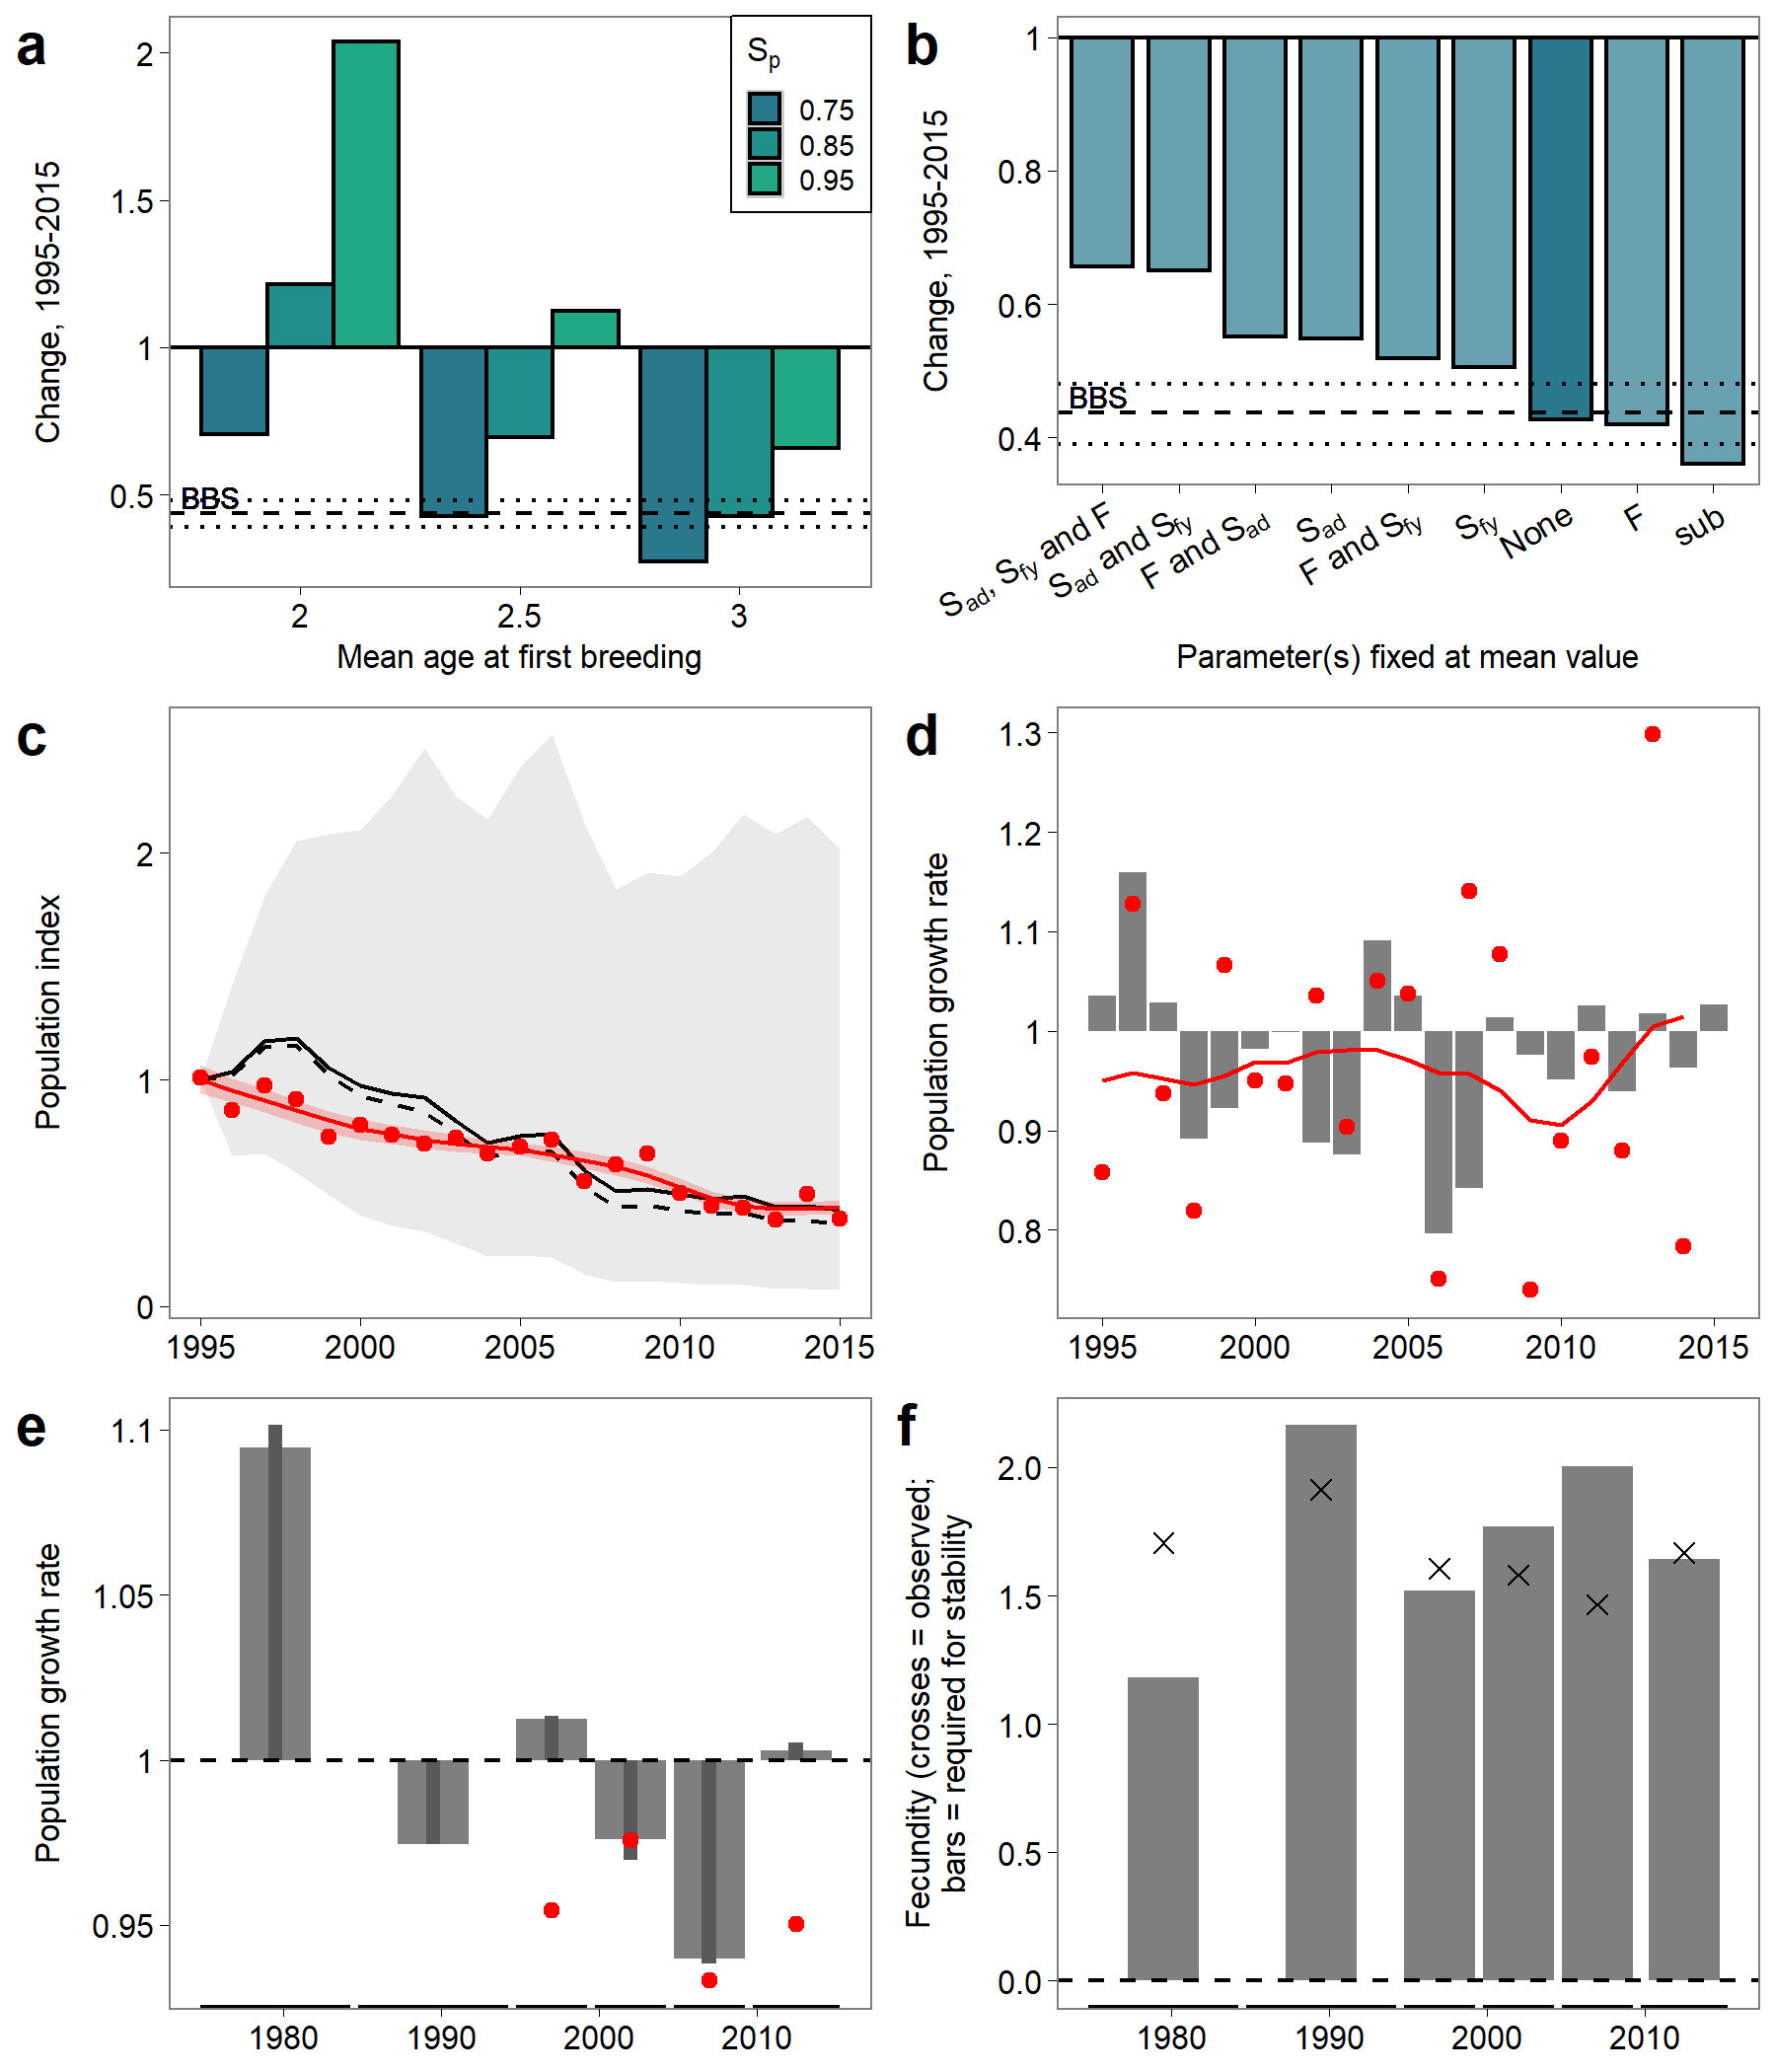 a
Change, 1995-2015
2
1.5
1
0.5
BBS
Sp
0.75
0.85
0.95
2
2.5
3
Mean age at first breeding
b
Change, 1995-2015
1
0.8
0.6
0.4
BBS
Sad, Sfy and F
Sad and Sfy
F and Sad
Sad
F and Sfy
Sfy
None
F
sub
Parameter(s) fixed at mean value
c
Population index
2
1
0
1995
2000
2005
2010
2015
d
Population growth rate
1.3
1.2
1.1
1
0.9
0.8
1995
2000
2005
2010
2015
e
Population growth rate
1.1
1.05
1
0.95
1980
1990
2000
2010
f
Fecundity (crosses = observed;
bars = required for stability
2.0
1.5
1.0
0.5
0.0
1980
1990
2000
2010